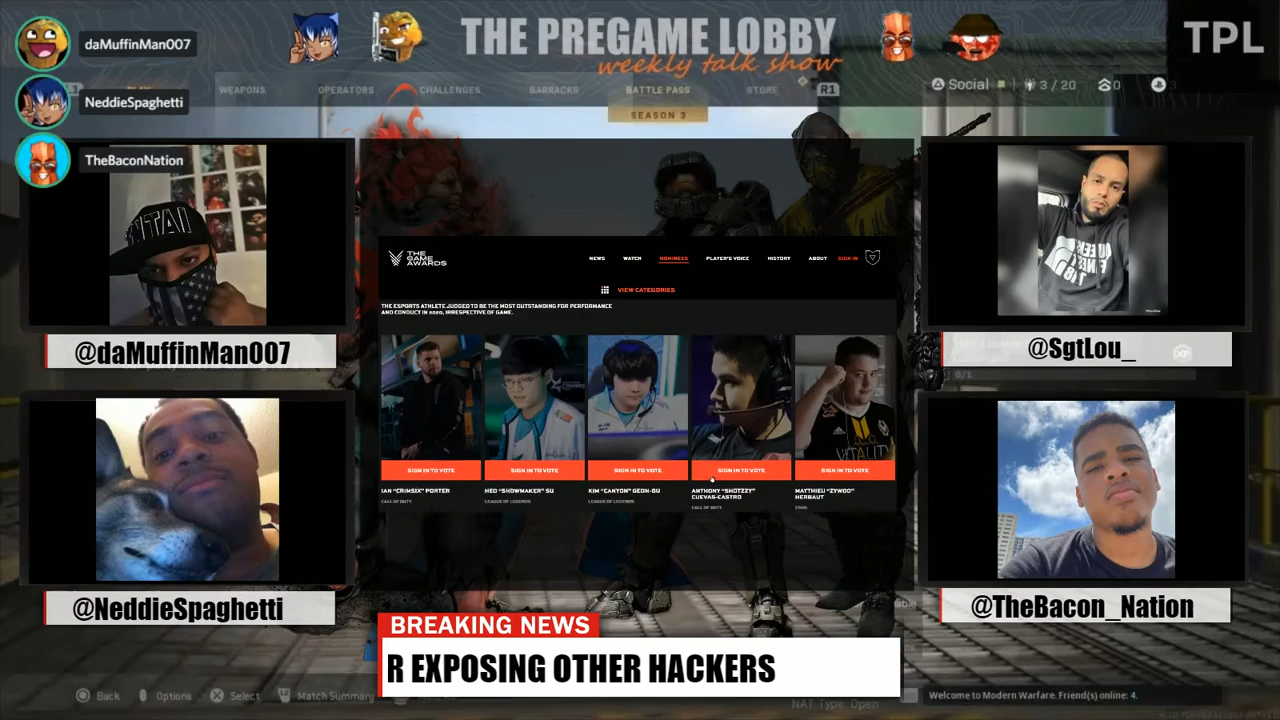 daMuffinMan007
NeddieSpaghetti
TheBaconNation
THE PREGAME LOBBY
weekly talk show
TPL
WEAPONS
OPERATORS
CHALLENGES
BARRACKS
BATTLE PASS
STORE
R1
SEASON 3
Social
3 / 20
0
3
@daMuffinMan007
@NeddieSpaghetti
@SgtLou_
@TheBacon_Nation
THE
GAME
AWARDS
NEWS
WATCH
NOMINEES
PLAYER'S VOICE
HISTORY
ABOUT
SIGN IN
VIEW CATEGORIES
THE ESPORTS ATHLETE JUDGED TO BE THE MOST OUTSTANDING FOR PERFORMANCE
AND CONDUCT IN 2020, IRRESPECTIVE OF GAME.
SIGN IN TO VOTE
SIGN IN TO VOTE
SIGN IN TO VOTE
SIGN IN TO VOTE
SIGN IN TO VOTE
IAN "CRIMSIX" PORTER
CALL OF DUTY
HEO "SHOWMAKER" SU
LEAGUE OF LEGENDS
KIM "CANYON" GEON-BU
LEAGUE OF LEGENDS
ANTHONY "SHOTZZY"
CUEVAS-CASTRO
CALL OF DUTY
MATTHIEU "ZYWOO"
HERBAUT
VITALITY
BREAKING NEWS
R EXPOSING OTHER HACKERS
Back
Options
Select
Match Summary
NAT Type: Open
Welcome to Modern Warfare. Friend(s) online: 4.